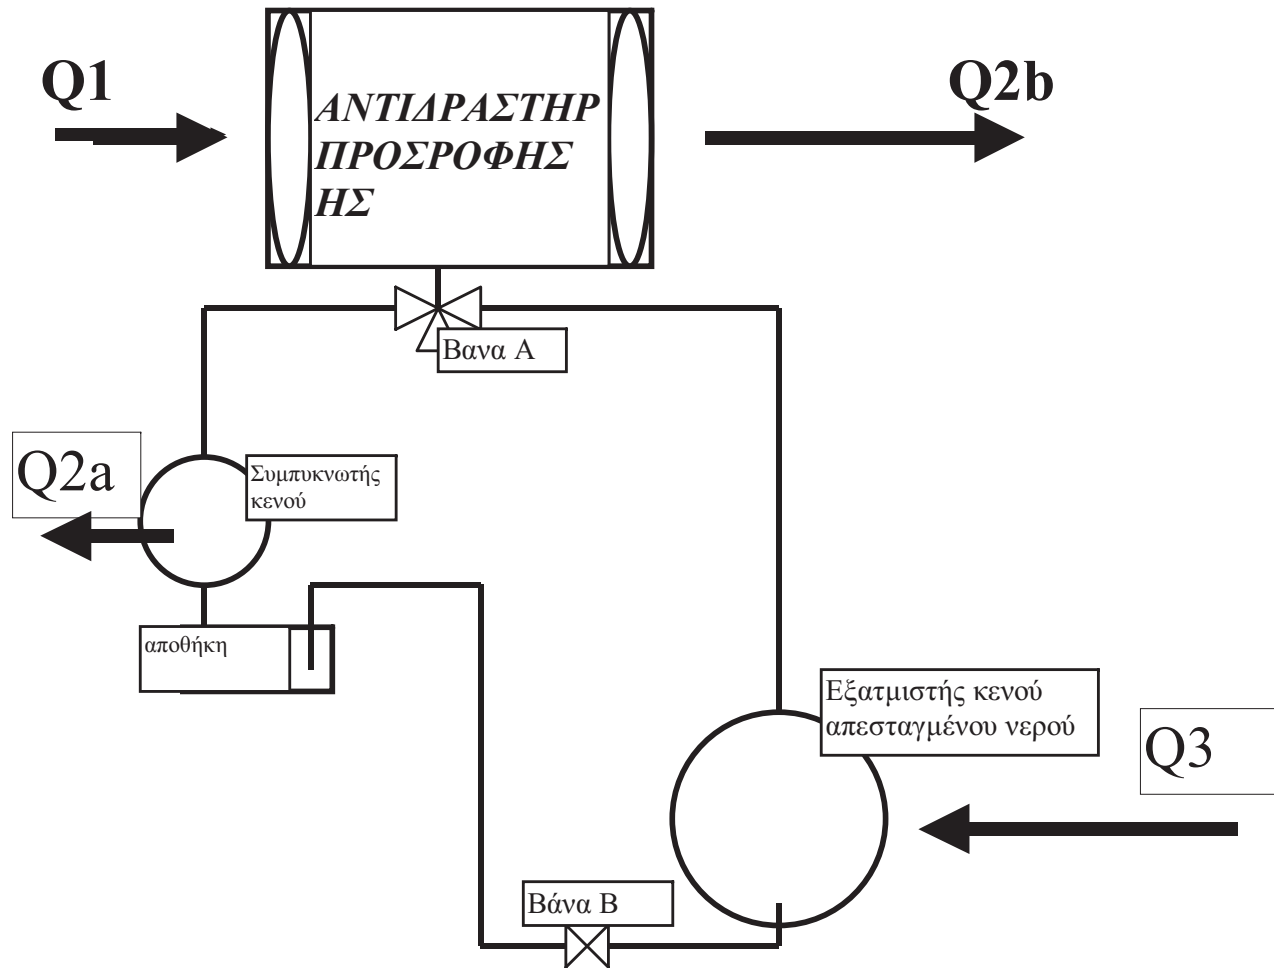 Q1
Q2b
ΑΝΤΙΔΡΑΣΤΗΡ
ΠΡΟΣΡΟΦΗΣ
ΗΣ
Βανα Α
Q2a
Συμπυκνωτής
κενού
αποθήκη
Εξατμιστής κενού
απεσταγμένου νερού
Q3
Βάνα Β